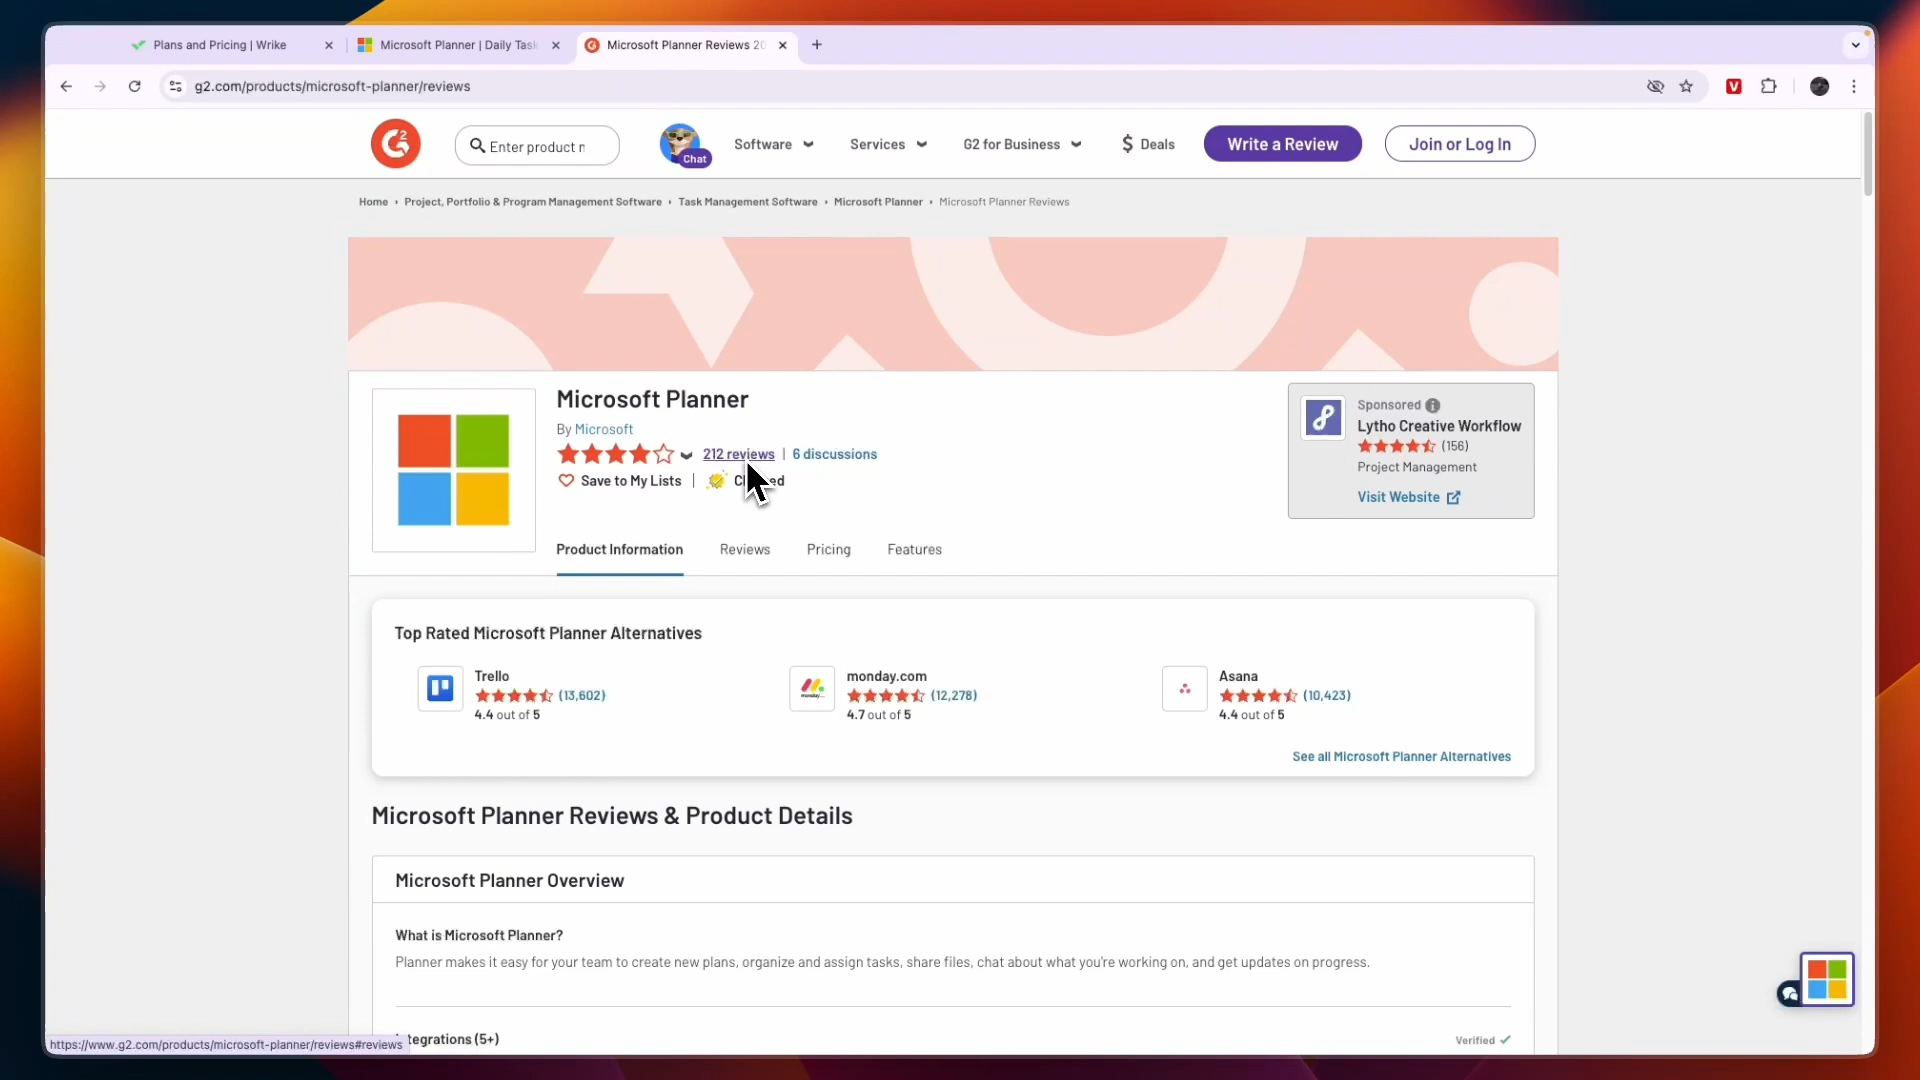 Plans and Pricing | Wrike
Microsoft Planner | Daily Task
Microsoft Planner Reviews 20
g2.com/products/microsoft-planner/reviews
Enter product n
Chat
Software
Services
G2 for Business
$ Deals
Write a Review
Join or Log In
Home › Project, Portfolio & Program Management Software › Task Management Software › Microsoft Planner › Microsoft Planner Reviews
Microsoft Planner
By Microsoft
212 reviews | 6 discussions
Save to My Lists |
Sponsored
Lytho Creative Workflow
(156)
Project Management
Visit Website
Product Information
Reviews
Pricing
Features
Top Rated Microsoft Planner Alternatives
Trello
(13,602)
4.4 out of 5
monday.com
(12,278)
4.7 out of 5
Asana
(10,423)
4.4 out of 5
See all Microsoft Planner Alternatives
Microsoft Planner Reviews & Product Details
Microsoft Planner Overview
What is Microsoft Planner?
Planner makes it easy for your team to create new plans, organize and assign tasks, share files, chat about what you're working on, and get updates on progress.
tegrations (5+)
Verified
https://www.g2.com/products/microsoft-planner/reviews#reviews